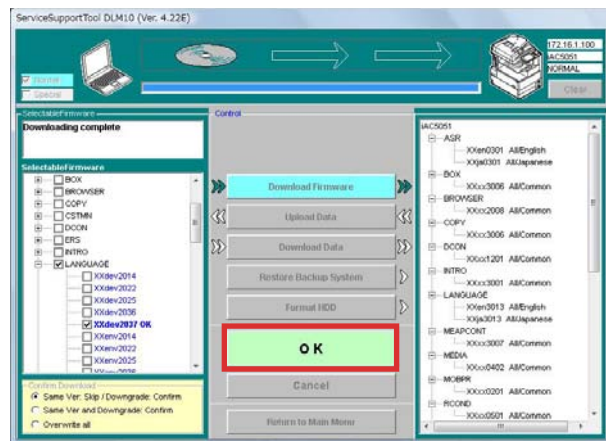 ServiceSupportTool DLM10 (Ver. 4.22E)
172.16.1.100
iAC5051
NORMAL
Normal
Special
Clear
SelectableFirmware
Downloading complete
SelectableFirmware
BOX
BROWSER
COPY
CSTMN
DCON
ERS
INTRO
LANGUAGE
XXdev2014
XXdev2022
XXdev2025
XXdev2036
XXdev2037 OK
XXenv2014
XXenv2022
XXenv2025
Confirm Download
Same Ver: Skip / Downgrade: Confirm
Same Ver and Downgrade: Confirm
Overwrite all
Control
Download Firmware
Upload Data
Download Data
Restore Backup System
Format HDD
OK
Cancel
Return to Main Menu
iAC5051
ASR
XXen0301 All/English
XXja0301 All/Japanese
BOX
XXxx3006 All/Common
BROWSER
XXxx2008 All/Common
COPY
XXxx3006 All/Common
DCON
XXxx1201 All/Common
INTRO
XXxx3001 All/Common
LANGUAGE
XXen3013 All/English
XXja3013 All/Japanese
MEAPCONT
XXxx3007 All/Common
MEDIA
XXxx0402 All/Common
MOBPR
XXxx0201 All/Common
RCOND
XXxx0501 All/Common